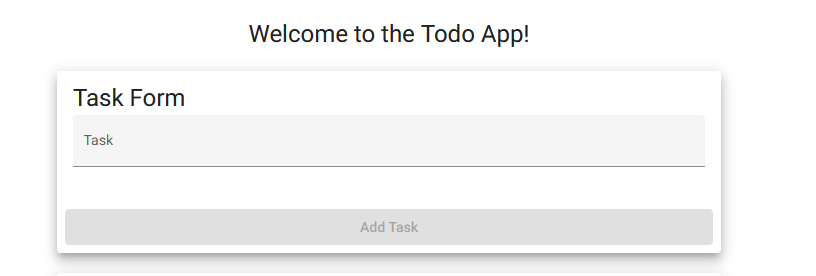 Welcome to the Todo App!
Task Form
Task
Add Task